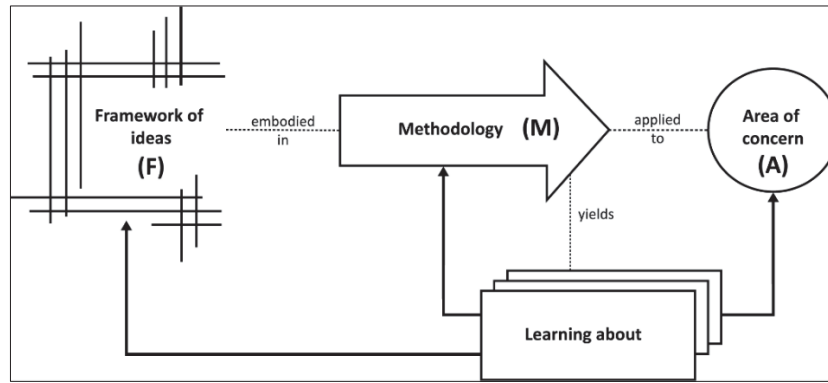 Framework of
ideas
(F)
embodied
in
Methodology (M)
applied
to
Area of
concern
(A)
yields
Learning about